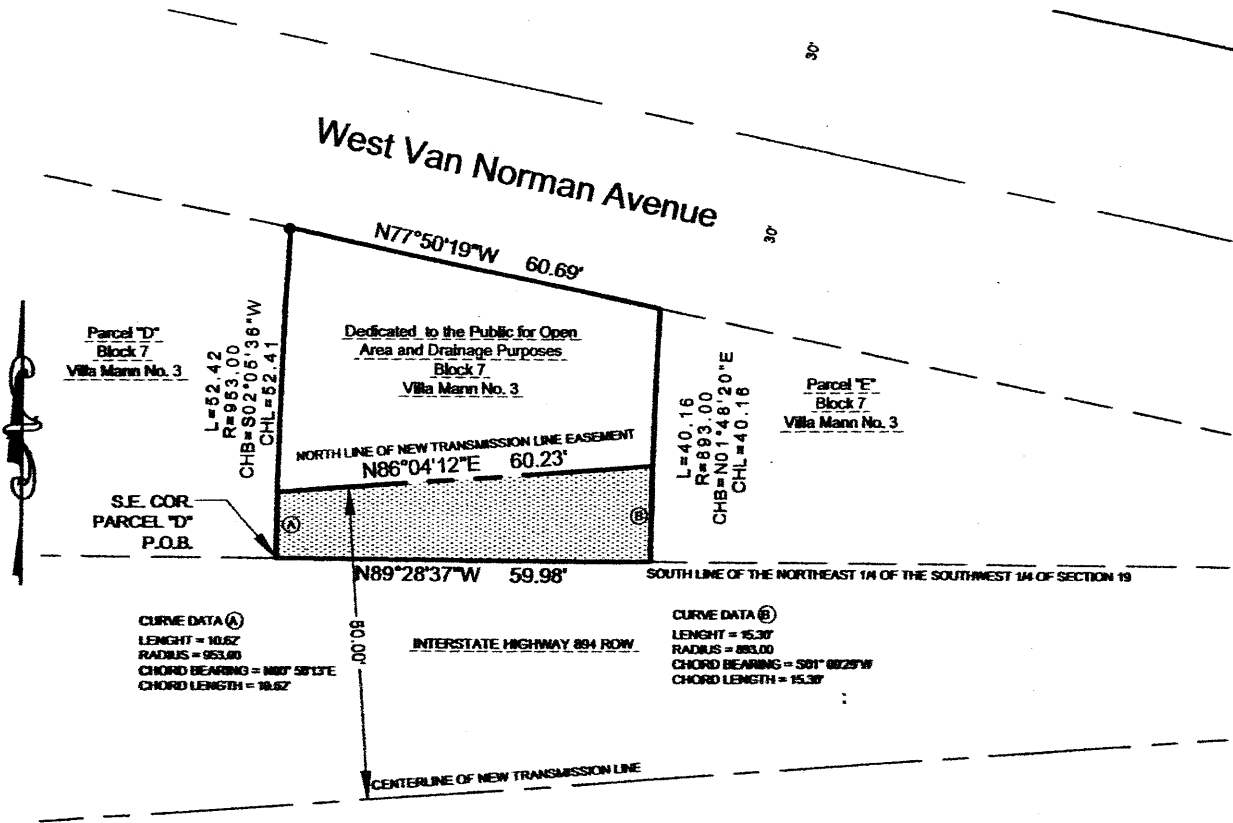 30'
West Van Norman Avenue
30'
N77°50'19"W 60.69'
Parcel "D"
Block 7
Villa Mann No. 3
L=52.42
R=953.00
CHB=S02°05'36"W
CHL=52.41
Dedicated to the Public for Open
Area and Drainage Purposes
Block 7
Villa Mann No. 3
L=40.16
R=893.00
CHB=N01°48'20"E
CHL=40.16
Parcel "E"
Block 7
Villa Mann No. 3
NORTH LINE OF NEW TRANSMISSION LINE EASEMENT
N86°04'12"E 60.23'
S.E. COR.
PARCEL "D"
P.O.B.
A
B
N89°28'37"W 59.98'
SOUTH LINE OF THE NORTHEAST 1/4 OF THE SOUTHWEST 1/4 OF SECTION 19
CURVE DATA A
LENGHT = 10.62'
RADIUS = 953.00
CHORD BEARING =
CHORD LENGTH = 10.62'
INTERSTATE HIGHWAY 894 ROW
CURVE DATA B
LENGHT = 15.30'
RADIUS = 893.00
CHORD BEARING =
CHORD LENGTH = 15.30'
CENTERLINE OF NEW TRANSMISSION LINE